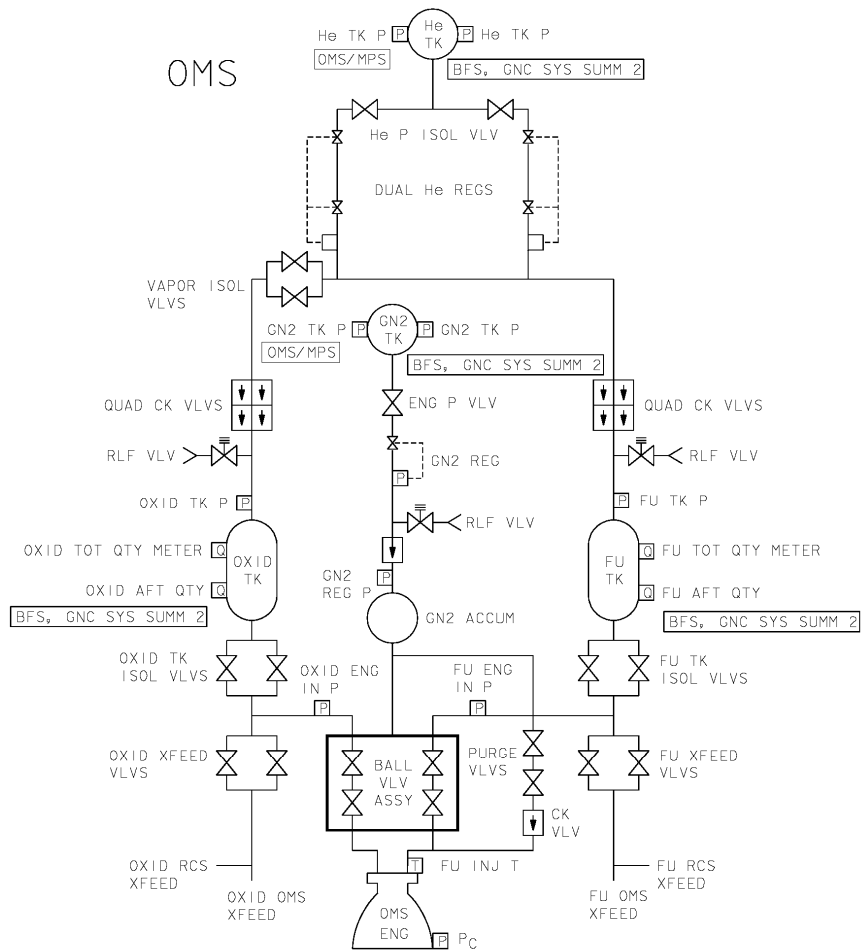 He TK P
P
He
TK
P
He TK P
OMS/MPS
BFS, GNC SYS SUMM 2
OMS
He P ISOL VLV
DUAL He REGS
VAPOR ISOL
VLVS
GN2 TK P
P
GN2
TK
P
GN2 TK P
OMS/MPS
BFS, GNC SYS SUMM 2
QUAD CK VLVS
ENG P VLV
QUAD CK VLVS
RLF VLV
GN2 REG
P
RLF VLV
OXID TK P
P
P
FU TK P
RLF VLV
OXID TOT QTY METER
Q
OXID
TK
OXID AFT QTY
Q
BFS, GNC SYS SUMM 2
GN2
REG P
P
GN2 ACCUM
FU
TK
Q
FU TOT QTY METER
Q
FU AFT QTY
BFS, GNC SYS SUMM 2
OXID TK
ISOL VLVS
OXID ENG
IN P
P
FU ENG
IN P
P
FU TK
ISOL VLVS
OXID XFEED
VLVS
BALL
VLV
ASSY
PURGE
VLVS
FU XFEED
VLVS
CK
VLV
OXID RCS
XFEED
OXID OMS
XFEED
T
FU INJ T
OMS
ENG
P
PC
FU RCS
XFEED
FU OMS
XFEED